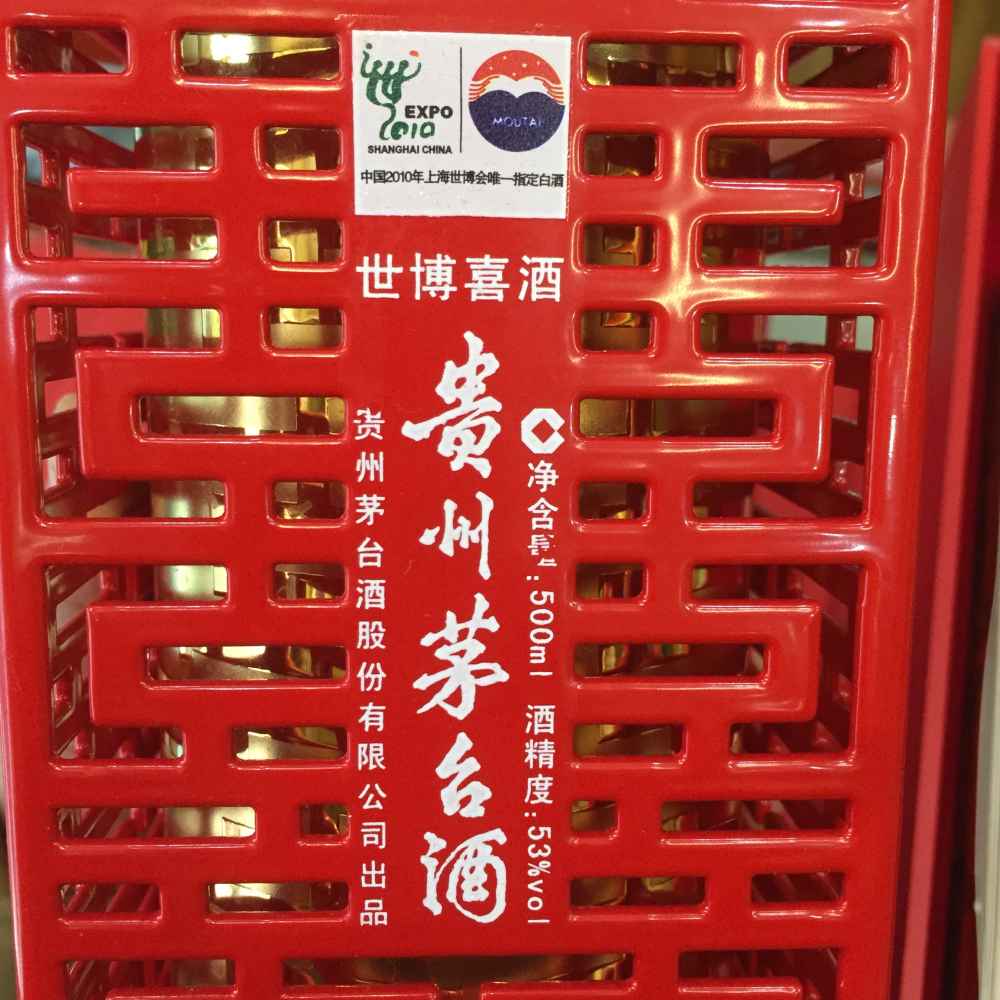 EXPO
2010
SHANGHAI CHINA
MOUTAI
中国2010年上海世博会唯一指定白酒
世博喜酒
貴州茅台酒
净含量:500ml 酒精度:53%vol
贵州茅台酒股份有限公司出品